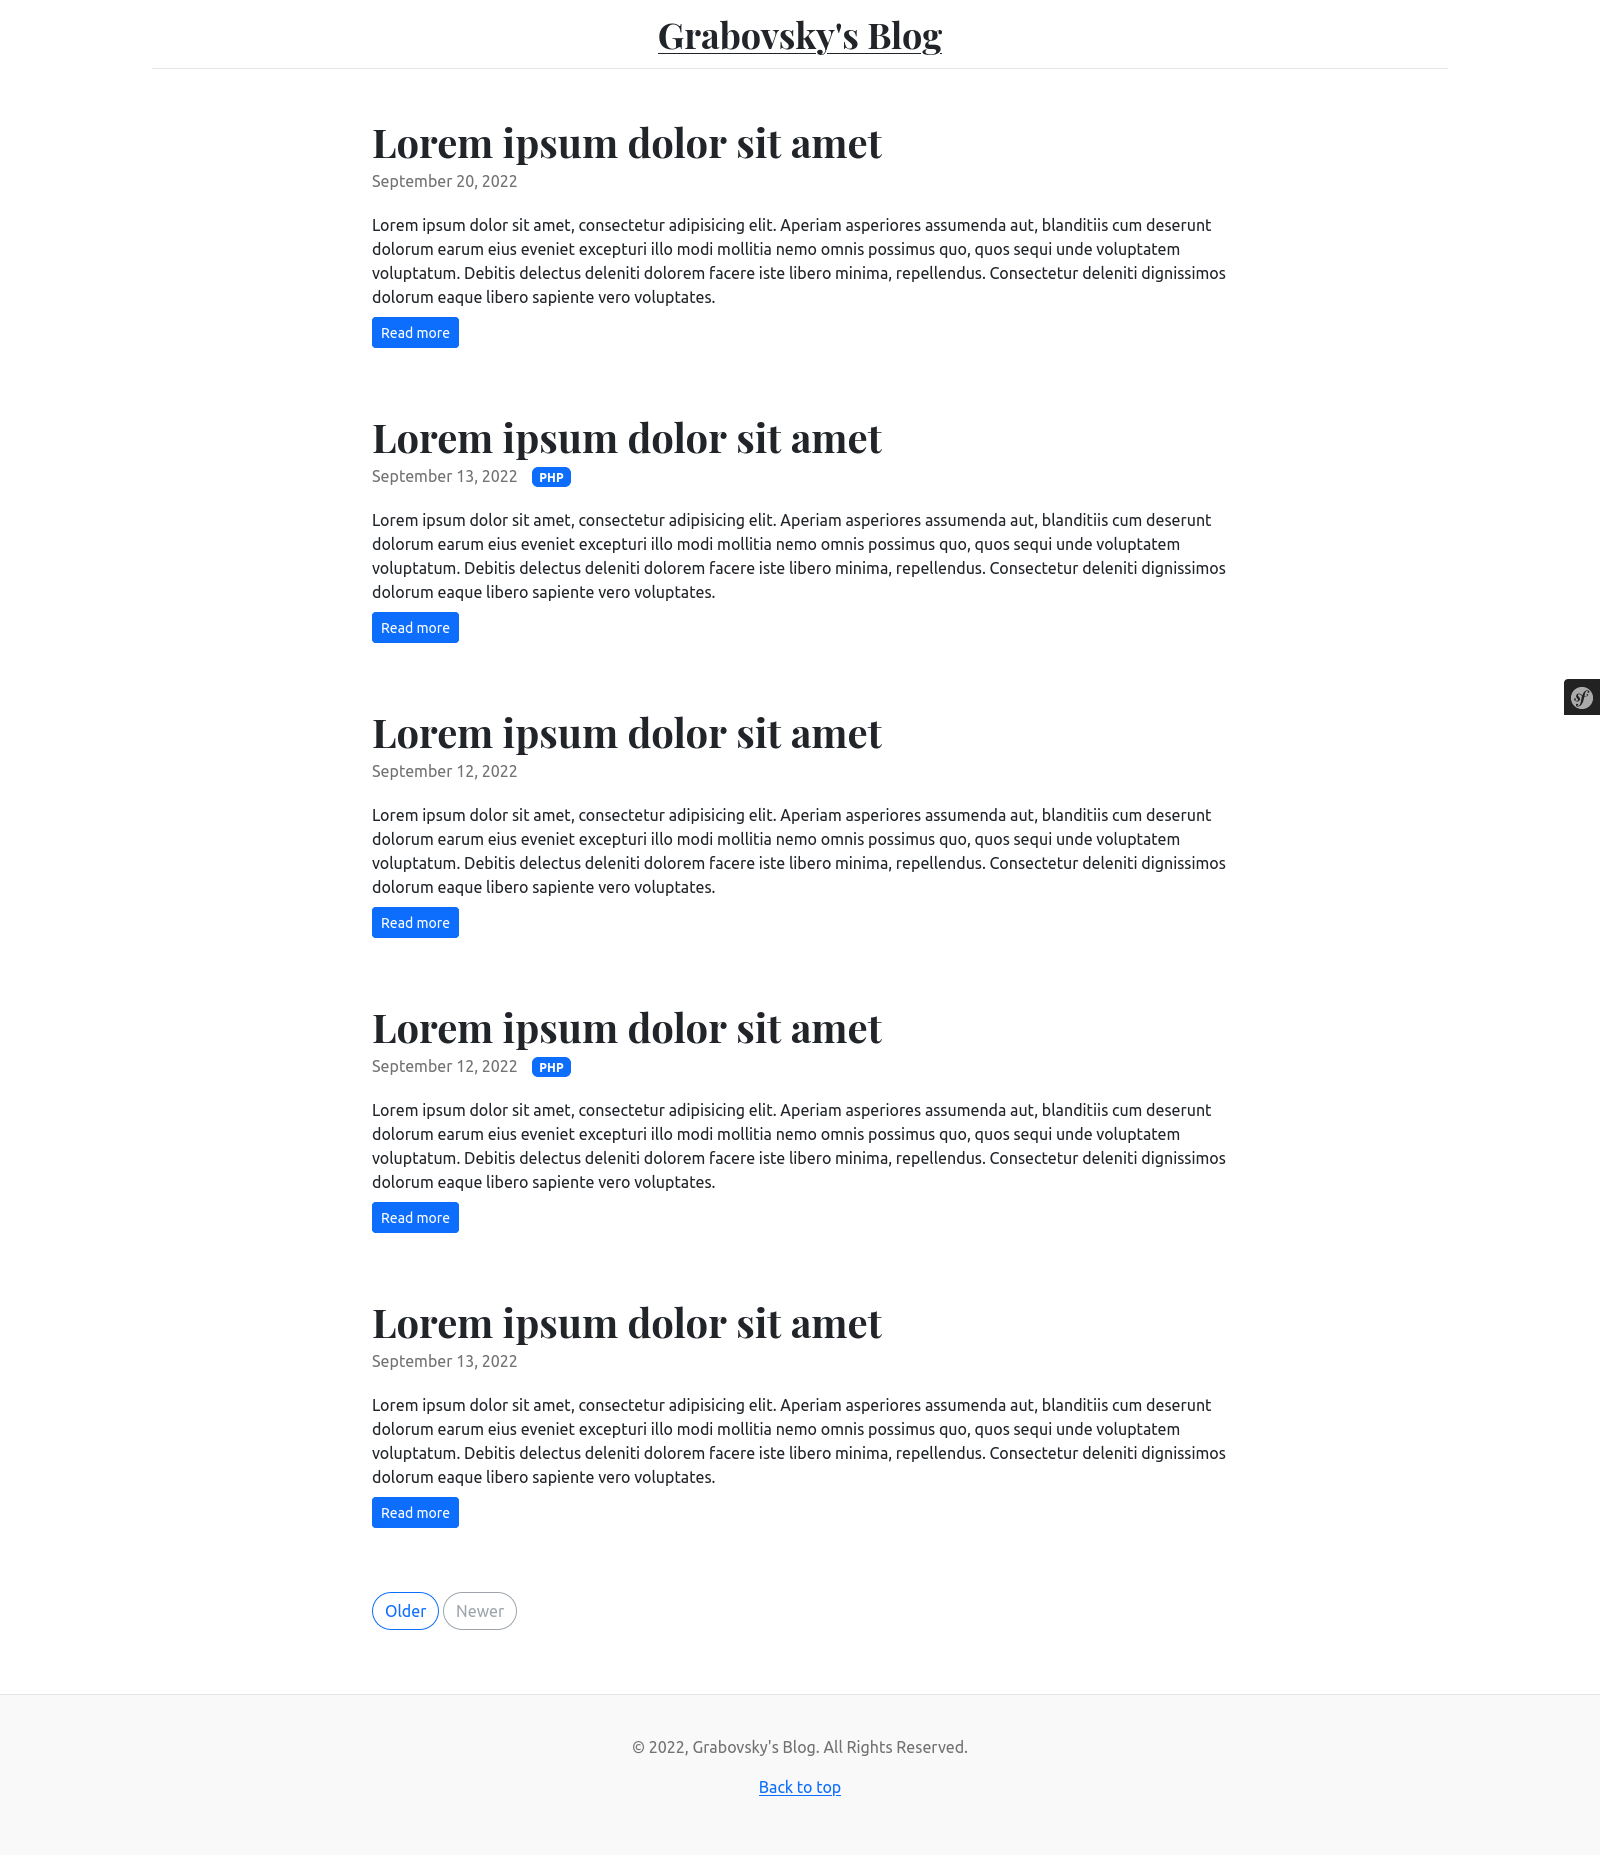 Grabovsky's Blog
Lorem ipsum dolor sit amet
September 20, 2022
Lorem ipsum dolor sit amet, consectetur adipisicing elit. Aperiam asperiores assumenda aut, blanditiis cum deserunt
dolorum earum eius eveniet excepturi illo modi mollitia nemo omnis possimus quo, quos sequi unde voluptatem
voluptatum. Debitis delectus deleniti dolorem facere iste libero minima, repellendus. Consectetur deleniti dignissimos
dolorum eaque libero sapiente vero voluptates.
Read more
Lorem ipsum dolor sit amet
September 13, 2022 PHP
Lorem ipsum dolor sit amet, consectetur adipisicing elit. Aperiam asperiores assumenda aut, blanditiis cum deserunt
dolorum earum eius eveniet excepturi illo modi mollitia nemo omnis possimus quo, quos sequi unde voluptatem
voluptatum. Debitis delectus deleniti dolorem facere iste libero minima, repellendus. Consectetur deleniti dignissimos
dolorum eaque libero sapiente vero voluptates.
Read more
sf
Lorem ipsum dolor sit amet
September 12, 2022
Lorem ipsum dolor sit amet, consectetur adipisicing elit. Aperiam asperiores assumenda aut, blanditiis cum deserunt
dolorum earum eius eveniet excepturi illo modi mollitia nemo omnis possimus quo, quos sequi unde voluptatem
voluptatum. Debitis delectus deleniti dolorem facere iste libero minima, repellendus. Consectetur deleniti dignissimos
dolorum eaque libero sapiente vero voluptates.
Read more
Lorem ipsum dolor sit amet
September 12, 2022 PHP
Lorem ipsum dolor sit amet, consectetur adipisicing elit. Aperiam asperiores assumenda aut, blanditiis cum deserunt
dolorum earum eius eveniet excepturi illo modi mollitia nemo omnis possimus quo, quos sequi unde voluptatem
voluptatum. Debitis delectus deleniti dolorem facere iste libero minima, repellendus. Consectetur deleniti dignissimos
dolorum eaque libero sapiente vero voluptates.
Read more
Lorem ipsum dolor sit amet
September 13, 2022
Lorem ipsum dolor sit amet, consectetur adipisicing elit. Aperiam asperiores assumenda aut, blanditiis cum deserunt
dolorum earum eius eveniet excepturi illo modi mollitia nemo omnis possimus quo, quos sequi unde voluptatem
voluptatum. Debitis delectus deleniti dolorem facere iste libero minima, repellendus. Consectetur deleniti dignissimos
dolorum eaque libero sapiente vero voluptates.
Read more
Older Newer
© 2022, Grabovsky's Blog. All Rights Reserved.
Back to top